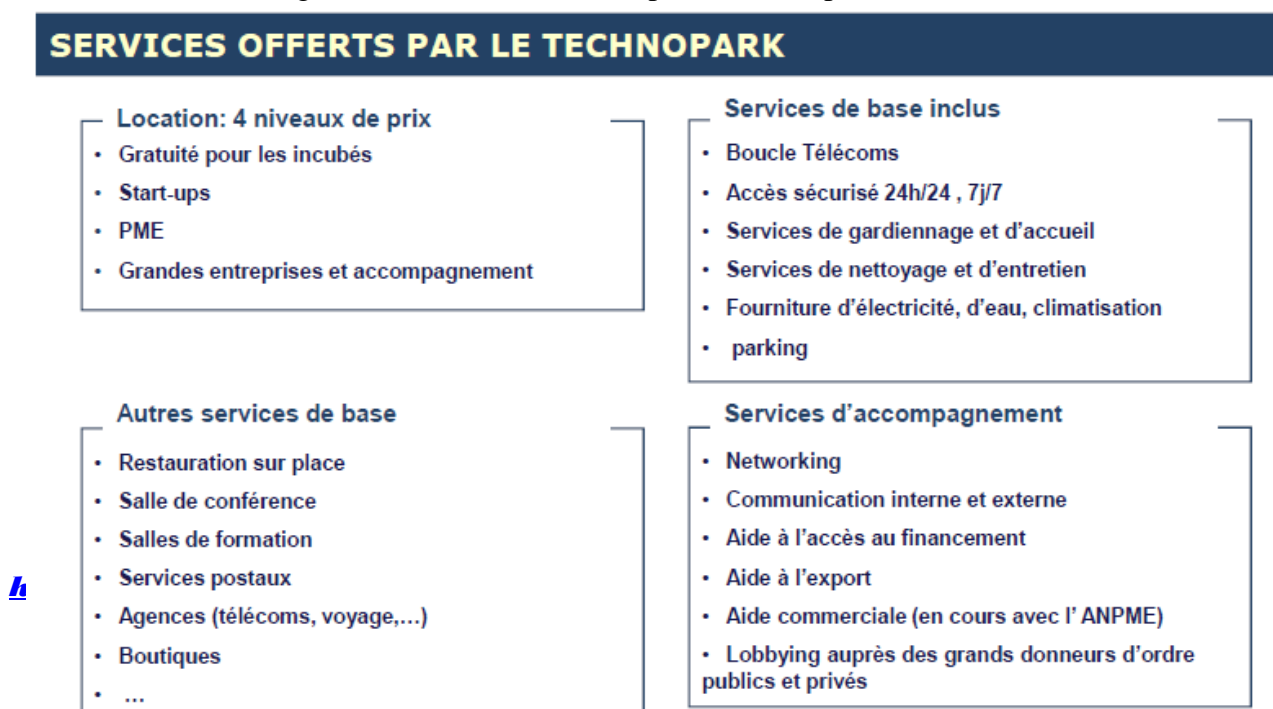 SERVICES OFFERTS PAR LE TECHNOPARK
Location: 4 niveaux de prix
• Gratuité pour les incubés
• Start-ups
• PME
• Grandes entreprises et accompagnement
Services de base inclus
• Boucle Télécoms
• Accès sécurisé 24h/24 , 7j/7
• Services de gardiennage et d’accueil
• Services de nettoyage et d’entretien
• Fourniture d’électricité, d’eau, climatisation
• parking
Autres services de base
• Restauration sur place
• Salle de conférence
• Salles de formation
• Services postaux
• Agences (télécoms, voyage,…)
• Boutiques
• …
Services d’accompagnement
• Networking
• Communication interne et externe
• Aide à l’accès au financement
• Aide à l’export
• Aide commerciale (en cours avec l’ ANPME)
• Lobbying auprès des grands donneurs d’ordre
publics et privés